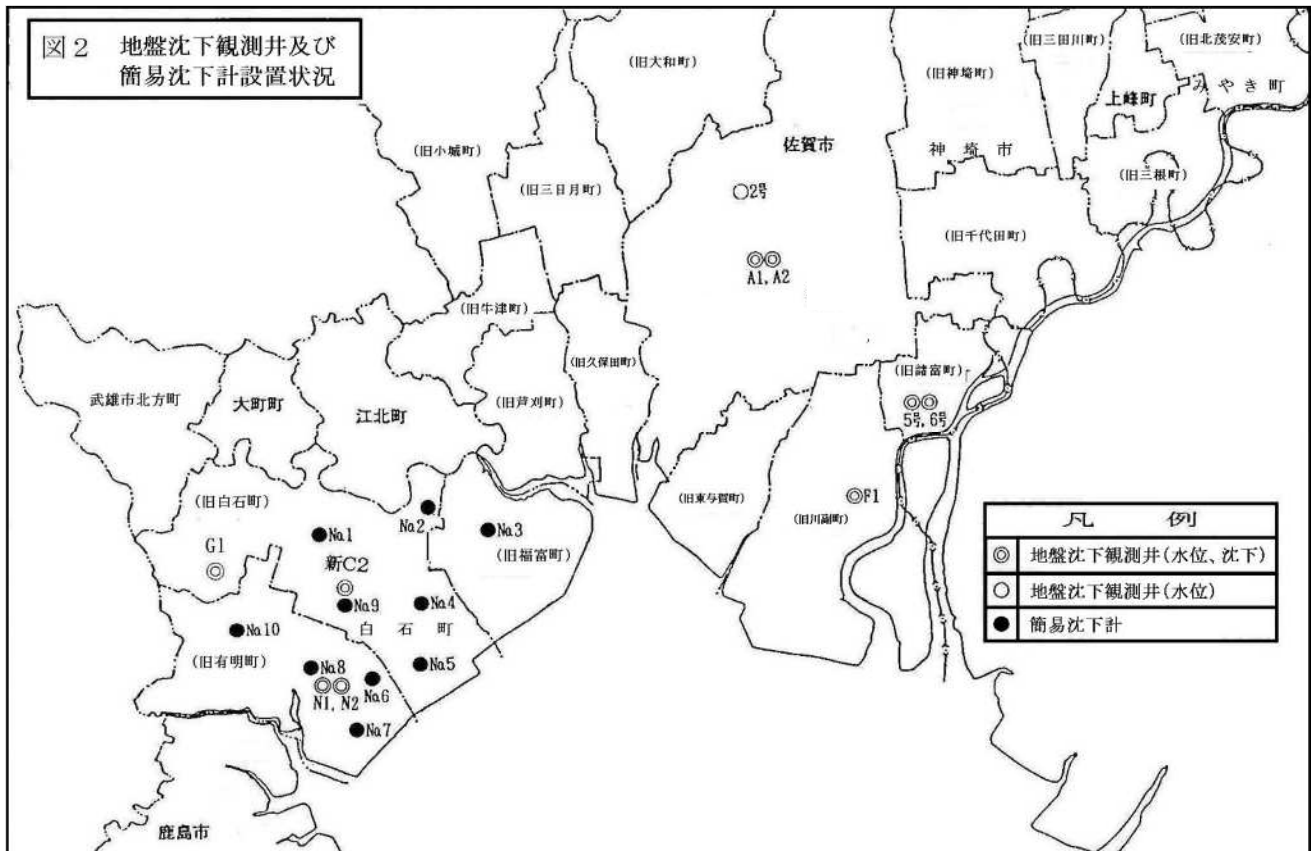 図2 地盤沈下観測井及び
簡易沈下計設置状況
(旧大和町)
(旧神埼町)
(旧三田川町)
(旧北茂安町)
みやき町
上峰町
佐賀市
神埼市
(旧小城町)
(旧三日月町)
(旧三根町)
2号
(旧千代田町)
A1, A2
(旧牛津町)
(旧久保田町)
(旧諸富町)
武雄市北方町
大町町
江北町
(旧芦刈町)
5号, 6号
(旧東与賀町)
(旧川副町)
F1
(旧白石町)
№1
№2
№3
(旧福富町)
G1
新C2
№9
№4
白石町
№10
(旧有明町)
№8
№5
№6
N1, N2
№7
鹿島市
凡例
◎ 地盤沈下観測井(水位、沈下)
○ 地盤沈下観測井(水位)
● 簡易沈下計